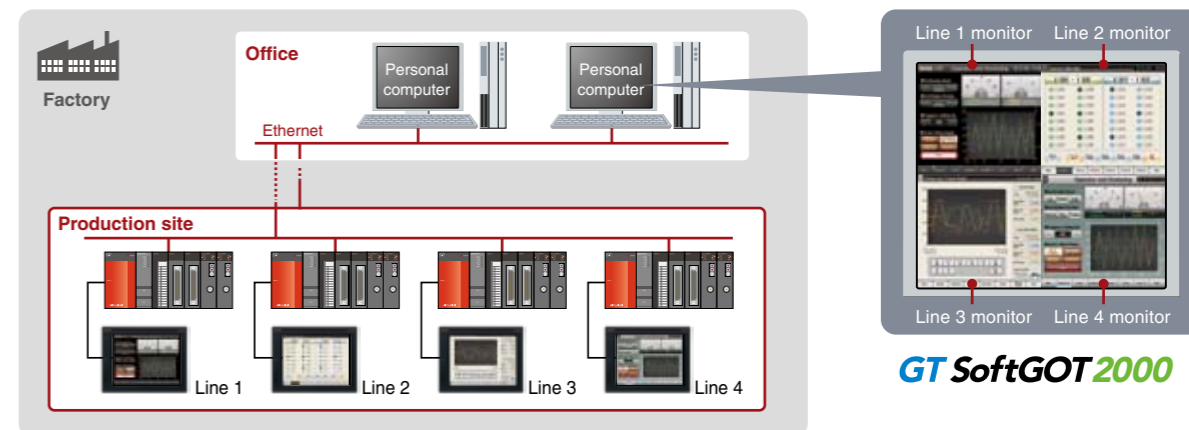 Factory
Office
Personal
computer
Personal
computer
Ethernet
Production site
Line 1
Line 2
Line 3
Line 4
Line 1 monitor
Line 2 monitor
Line 3 monitor
Line 4 monitor
GT SoftGOT2000